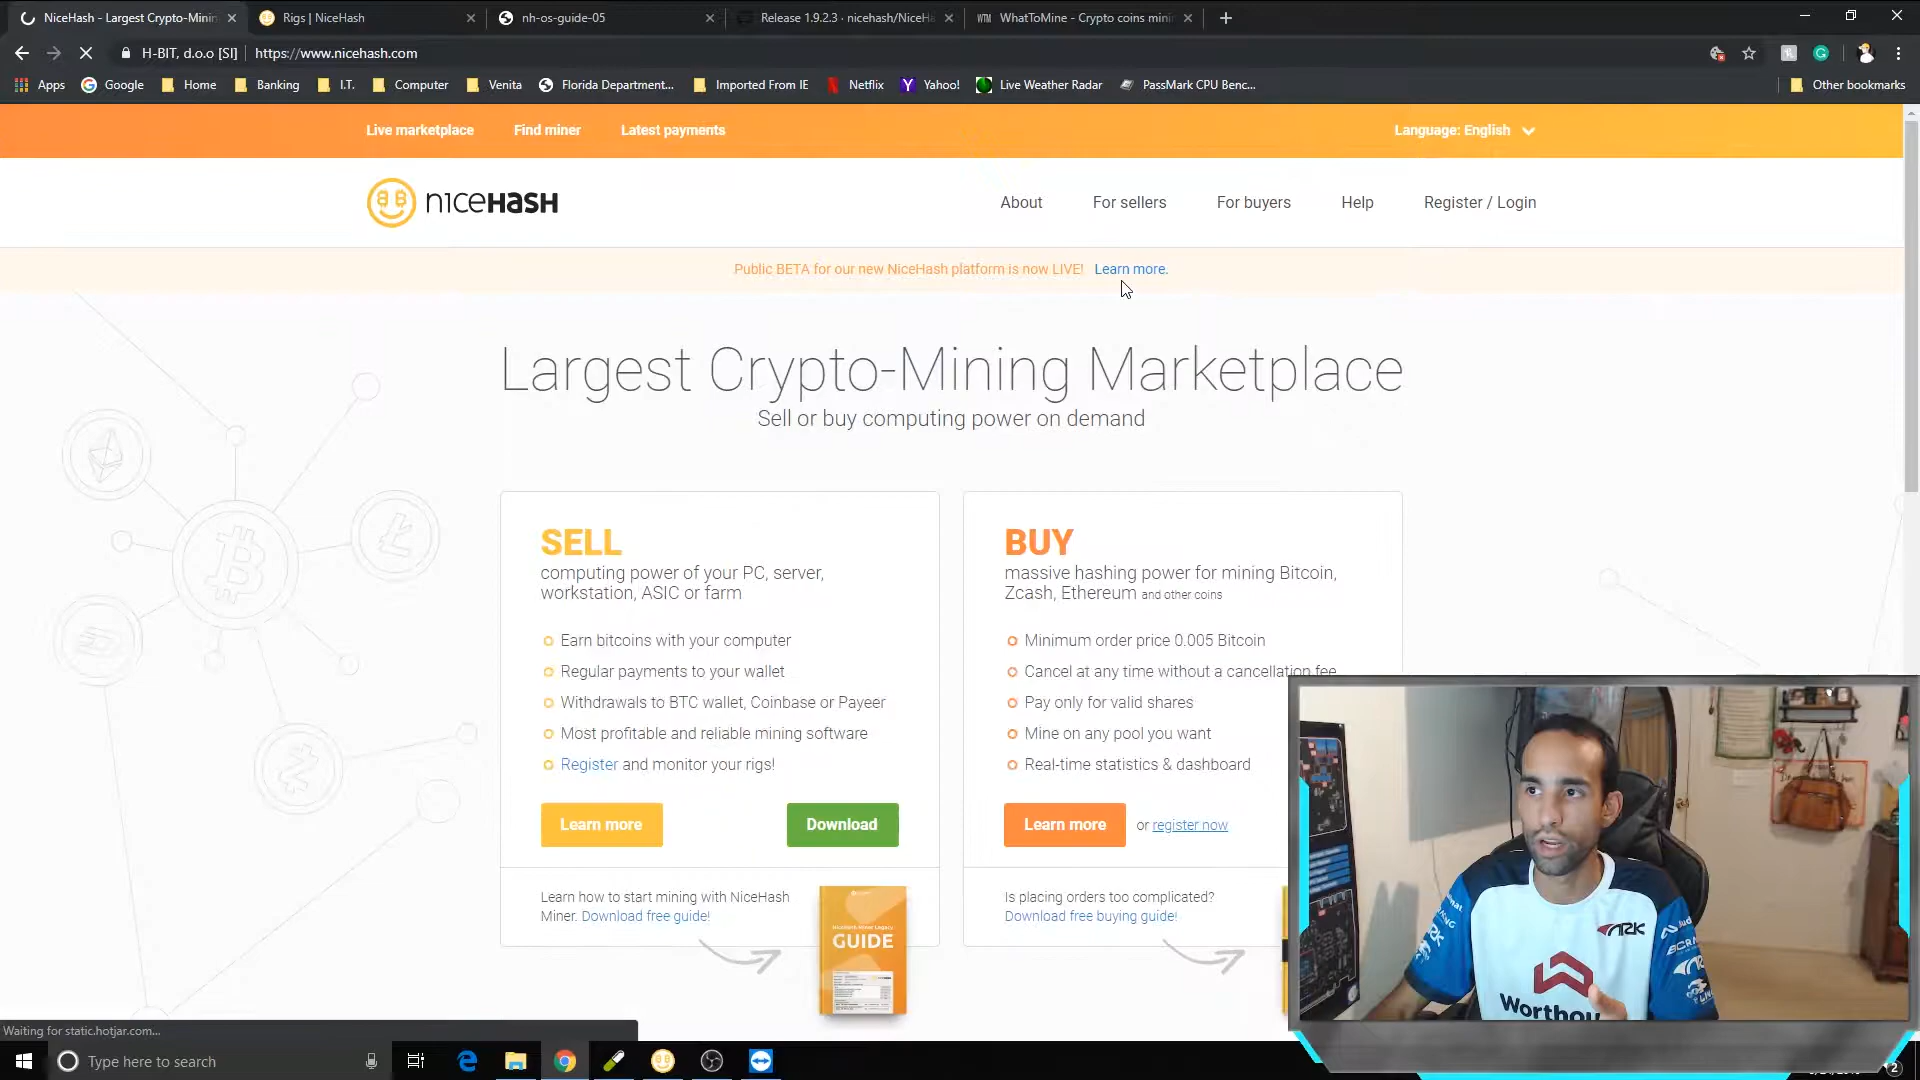 NiceHash - Largest Crypto-Minin
Rigs | NiceHash
nh-os-guide-05
Release 1.9.2.3 · nicehash/NiceH
WTM WhatToMine - Crypto coins mini
H-BIT, d.o.o [SI] https://www.nicehash.com
Apps Google Home Banking I.T. Computer Venita Florida Department... Imported From IE Netflix Yahoo! Live Weather Radar PassMark CPU Benc... Other bookmarks
Live marketplace Find miner Latest payments Language: English
niceHASH
About For sellers For buyers Help Register / Login
Public BETA for our new NiceHash platform is now LIVE! Learn more.
Largest Crypto-Mining Marketplace
Sell or buy computing power on demand
SELL
computing power of your PC, server,
workstation, ASIC or farm
Earn bitcoins with your computer
Regular payments to your wallet
Withdrawals to BTC wallet, Coinbase or Payeer
Most profitable and reliable mining software
Register and monitor your rigs!
Learn more Download
Learn how to start mining with NiceHash
Miner. Download free guide!
NiceHash Miner Legacy
GUIDE
BUY
massive hashing power for mining Bitcoin,
Zcash, Ethereum and other coins
Minimum order price 0.005 Bitcoin
Cancel at any time without a cancellation fee
Pay only for valid shares
Mine on any pool you want
Real-time statistics & dashboard
Learn more or register now
Is placing orders too complicated?
Download free buying guide!
ARK
Worthou
Waiting for static.hotjar.com...
Type here to search
2